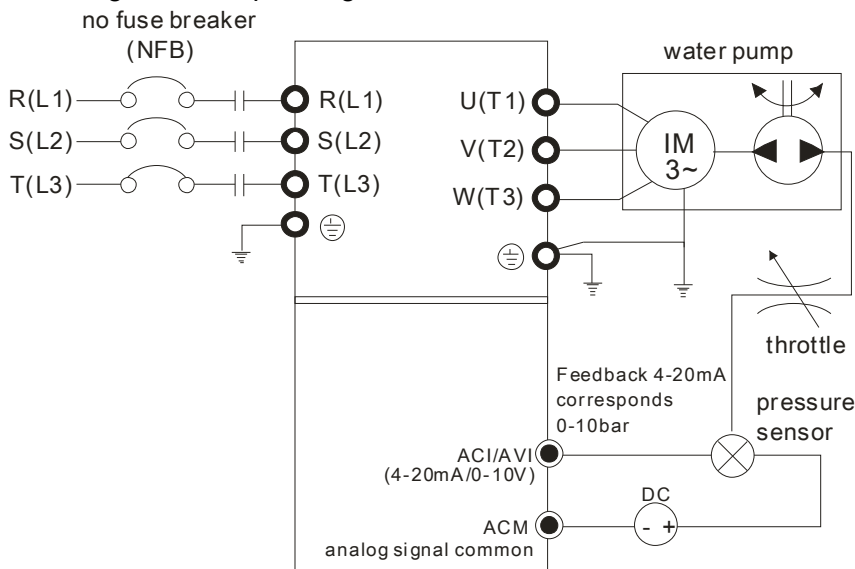 no fuse breaker
(NFB)
R(L1)
S(L2)
T(L3)
R(L1)
S(L2)
T(L3)
U(T1)
V(T2)
W(T3)
water pump
IM
3~
throttle
Feedback 4-20mA
corresponds
0-10bar
pressure
sensor
ACI/AVI
(4-20mA/0-10V)
DC
- +
ACM
analog signal common